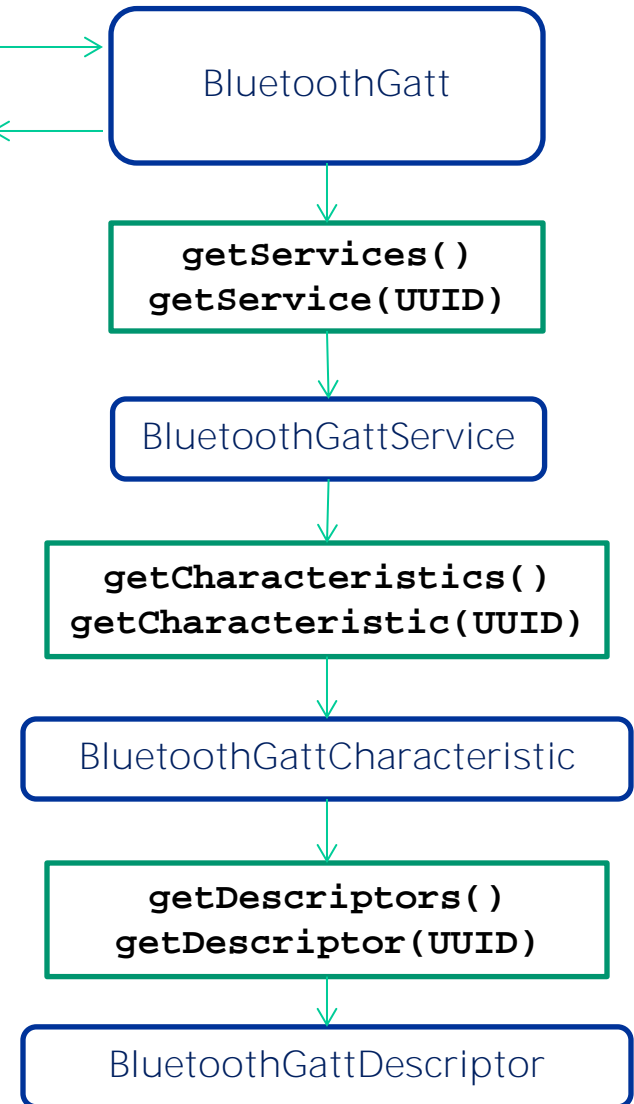 BluetoothGatt
getServices()
getService(UUID)
BluetoothGattService
getCharacteristics()
getCharacteristic(UUID)
BluetoothGattCharacteristic
getDescriptors()
getDescriptor(UUID)
BluetoothGattDescriptor